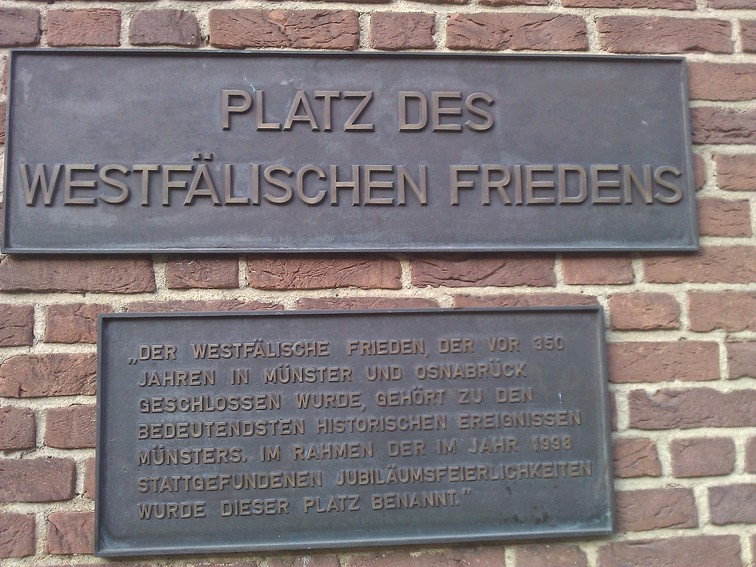 PLATZ DES
WESTFÄLISCHEN FRIEDENS
„DER WESTFÄLISCHE FRIEDEN, DER VOR 350
JAHREN IN MÜNSTER UND OSNABRÜCK
GESCHLOSSEN WURDE, GEHÖRT ZU DEN
BEDEUTENDSTEN HISTORISCHEN EREIGNISSEN
MÜNSTERS. IM RAHMEN DER IM JAHR 1998
STATTGEFUNDENEN JUBILÄUMSFEIERLICHKEITEN
WURDE DIESER PLATZ BENANNT.”